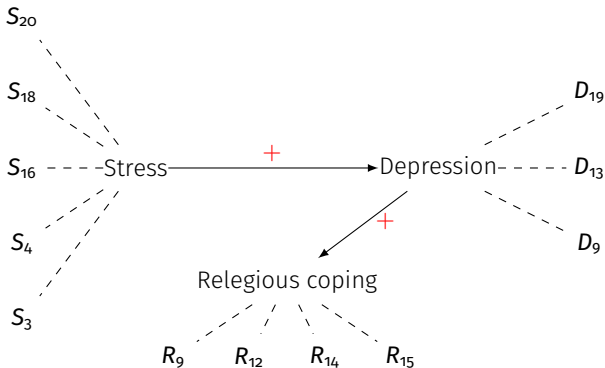 S₂₀
S₁₈
D₁₉
+
S₁₆ Stress Depression D₁₃
+
S₄
D₉
Relegious coping
S₃
R₉ R₁₂ R₁₄ R₁₅